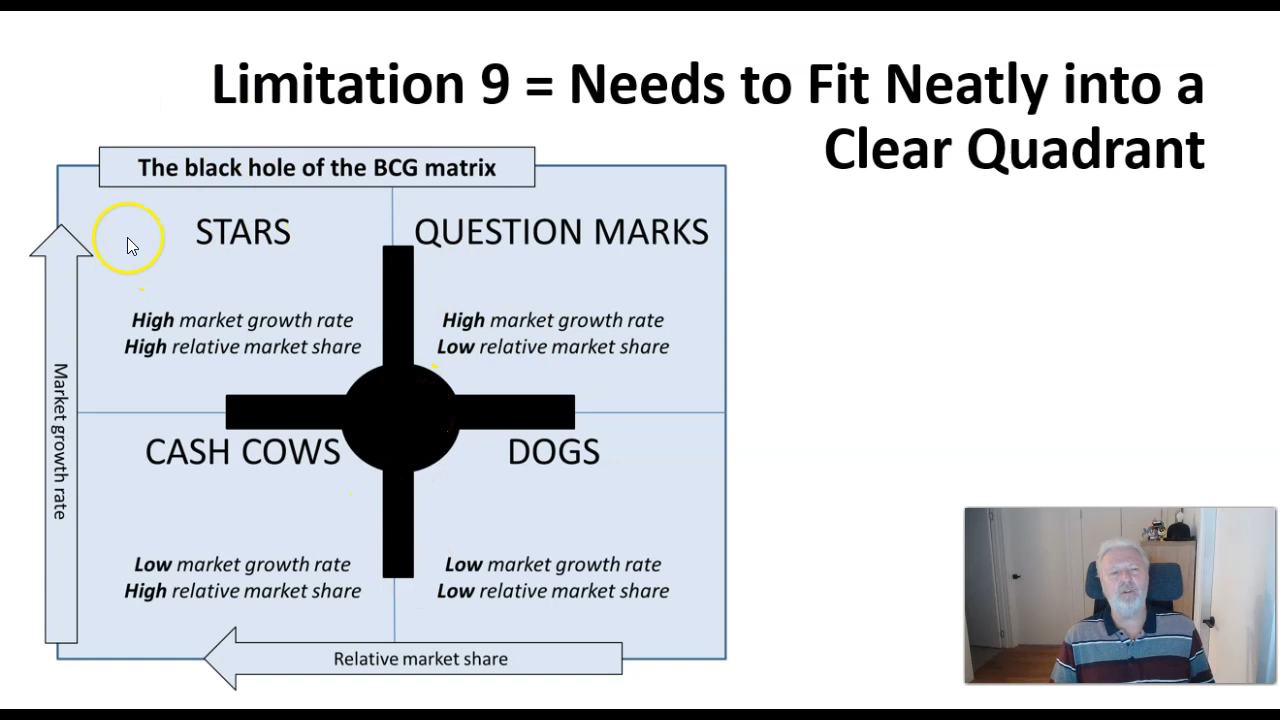 Limitation 9 = Needs to Fit Neatly into a
Clear Quadrant
The black hole of the BCG matrix
STARS
QUESTION MARKS
High market growth rate
High relative market share
High market growth rate
Low relative market share
Market growth rate
CASH COWS
DOGS
Low market growth rate
High relative market share
Low market growth rate
Low relative market share
Relative market share